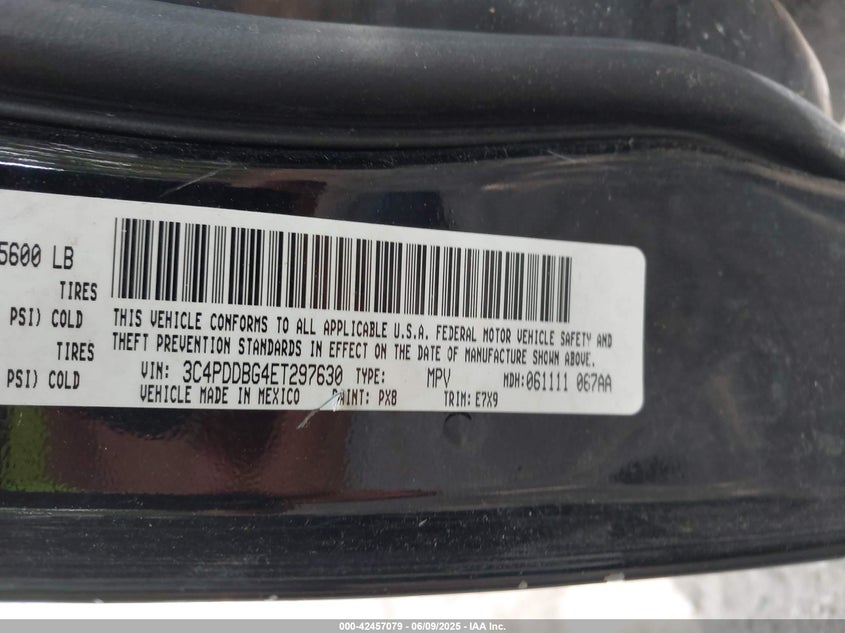 5600 LB
TIRES
PSI) COLD
TIRES
PSI) COLD
THIS VEHICLE CONFORMS TO ALL APPLICABLE U.S.A. FEDERAL MOTOR VEHICLE SAFETY AND
THEFT PREVENTION STANDARDS IN EFFECT ON THE DATE OF MANUFACTURE SHOWN ABOVE.
VIN: 3C4PDDBG4ET297630 TYPE: MPV MDH:061111 067AA
VEHICLE MADE IN MEXICO PAINT: PX8 TRIM: E7X9
000-42457079 - 06/09/2025 - IAA Inc.